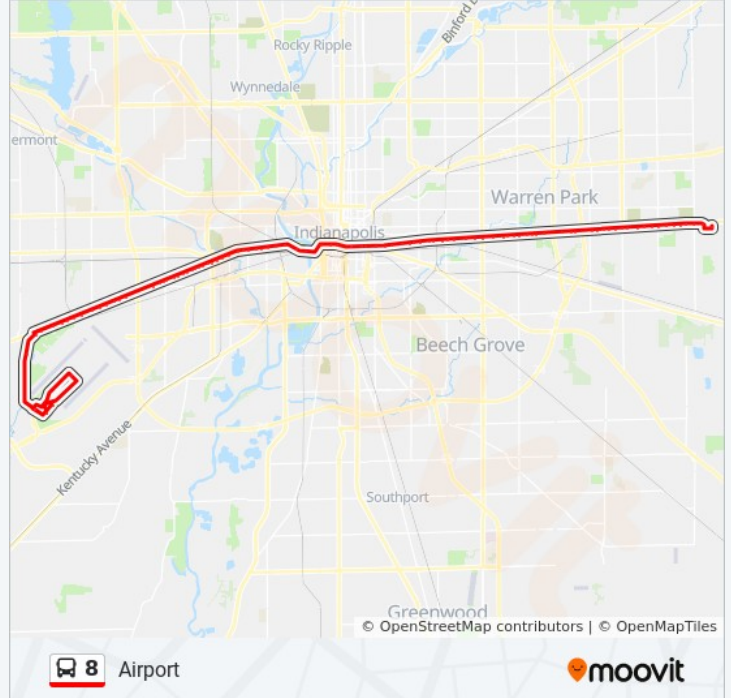 Binford B
Rocky Ripple
Wynnedale
ermont
Warren Park
Indianapolis
Beech Grove
Kentucky Avenue
Southport
Greenwood
© OpenStreetMap contributors | © OpenMapTiles
8 Airport
moovit